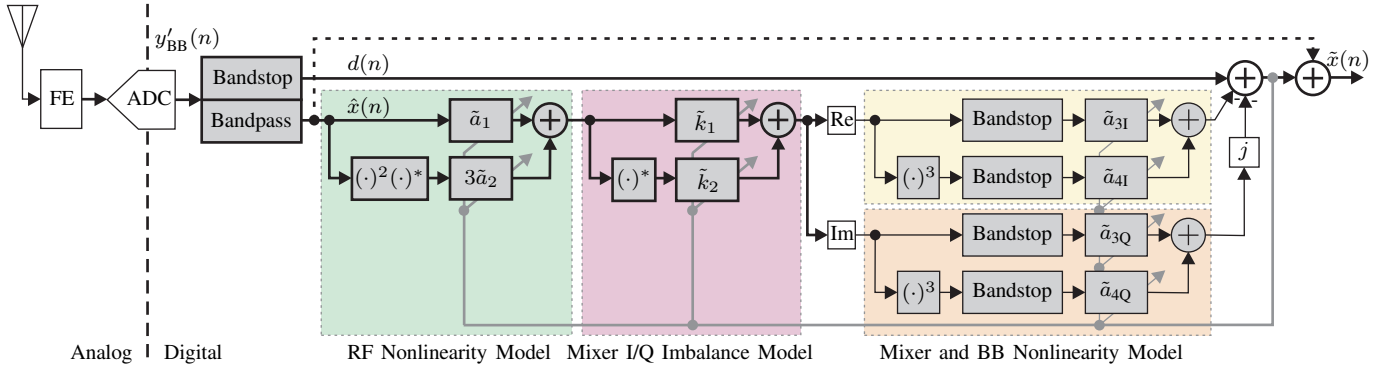 y′BB(n)
FE
ADC
Bandstop
Bandpass
d(n)
x̂(n)
ã1
(·)²(·)*
3ã2
k̃1
(·)*
k̃2
Re
Bandstop
ã3I
(·)³
Bandstop
ã4I
Im
Bandstop
ã3Q
(·)³
Bandstop
ã4Q
j
- -
x̃(n)
Analog
Digital
RF Nonlinearity Model
Mixer I/Q Imbalance Model
Mixer and BB Nonlinearity Model